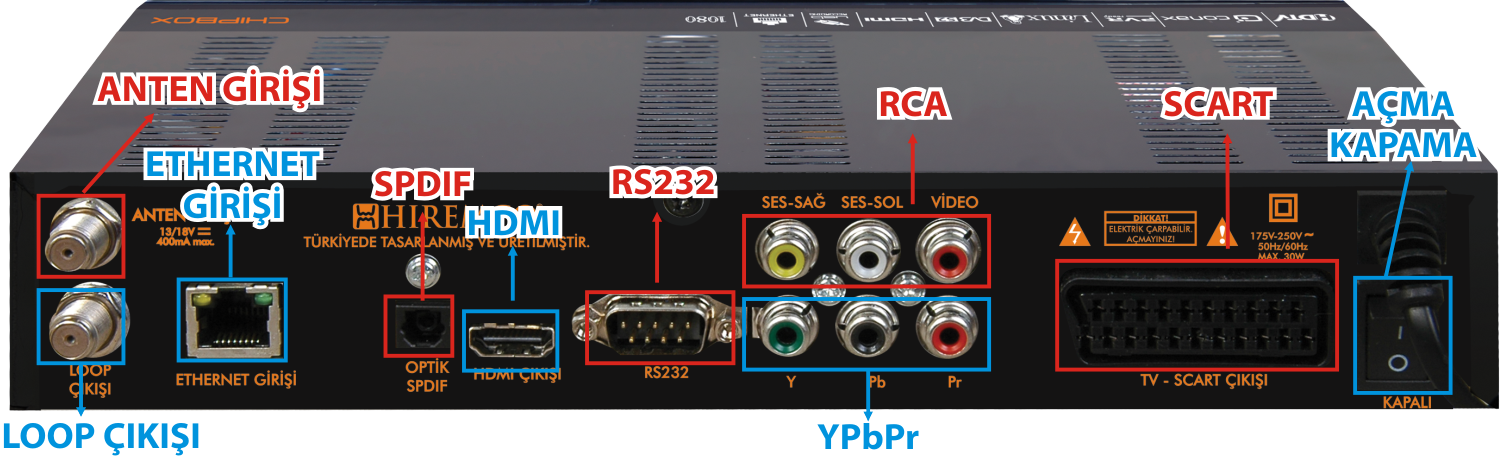 CHIPBOX
1080
ETHERNET
HDMI
DVB S2
Linux
PVR
conax
HDTV
ANTEN GİRİŞİ
ETHERNET
GİRİŞİ
SPDIF
HDMI
RS232
RCA
SCART
AÇMA
KAPAMA
ANTEN
13/18V
400mA max.
TÜRKİYEDE TASARLANMIŞ VE ÜRETİLMİŞTİR.
SES-SAĞ SES-SOL VİDEO
DİKKAT!
ELEKTRİK ÇARPABİLİR.
AÇMAYINIZ!
175V-250V ~
50Hz/60Hz
MAX. 30W
LOOP
ÇIKIŞI
ETHERNET GİRİŞİ
OPTİK
SPDIF
HDMI ÇIKIŞI
RS232
Y Pb Pr
TV - SCART ÇIKIŞI
KAPALI
LOOP ÇIKIŞI
YPbPr